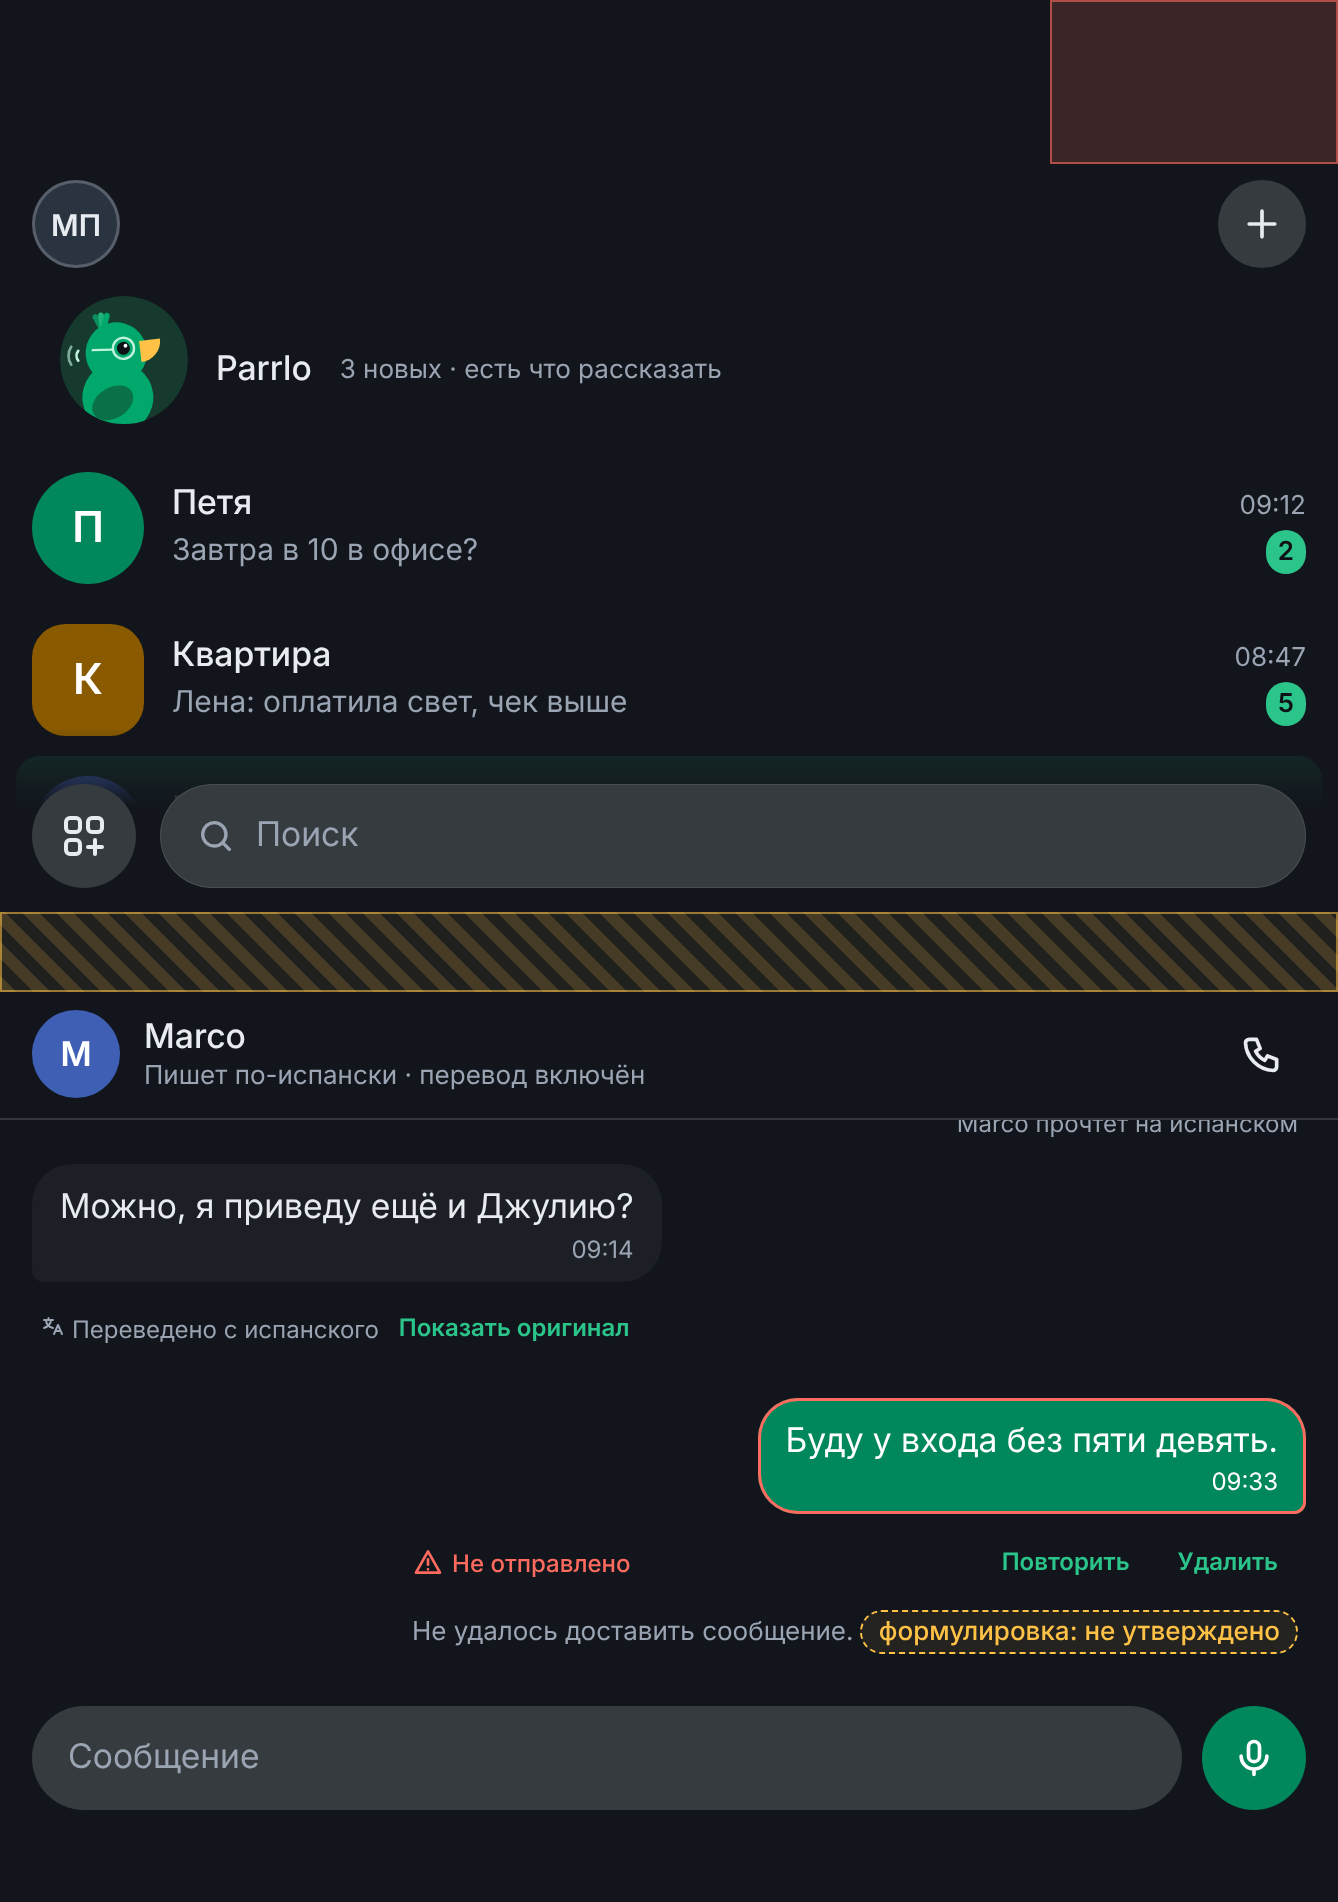 МП
Parrlo 3 новых · есть что рассказать
П
Петя 09:12
Завтра в 10 в офисе? 2
К
Квартира 08:47
Лена: оплатила свет, чек выше 5
Поиск
M
Marco
Пишет по-испански · перевод включён
Marco прочтёт на испанском
Можно, я приведу ещё и Джулию?
09:14
Переведено с испанского Показать оригинал
Буду у входа без пяти девять.
09:33
Не отправлено Повторить Удалить
Не удалось доставить сообщение. формулировка: не утверждено
Сообщение